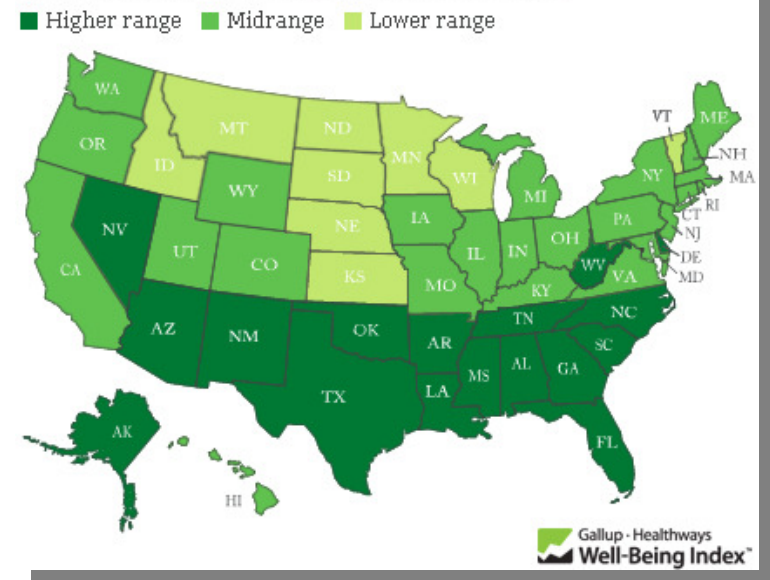 Higher range Midrange Lower range
WA
OR
CA
NV
ID
MT
WY
UT
CO
AZ
NM
ND
SD
NE
KS
OK
TX
MN
IA
MO
AR
LA
WI
IL
MI
IN
OH
KY
TN
MS
AL
GA
FL
SC
NC
VA
WV
PA
NY
VT
ME
NH
MA
RI
CT
NJ
DE
MD
AK
HI
Gallup · Healthways
Well-Being Index™